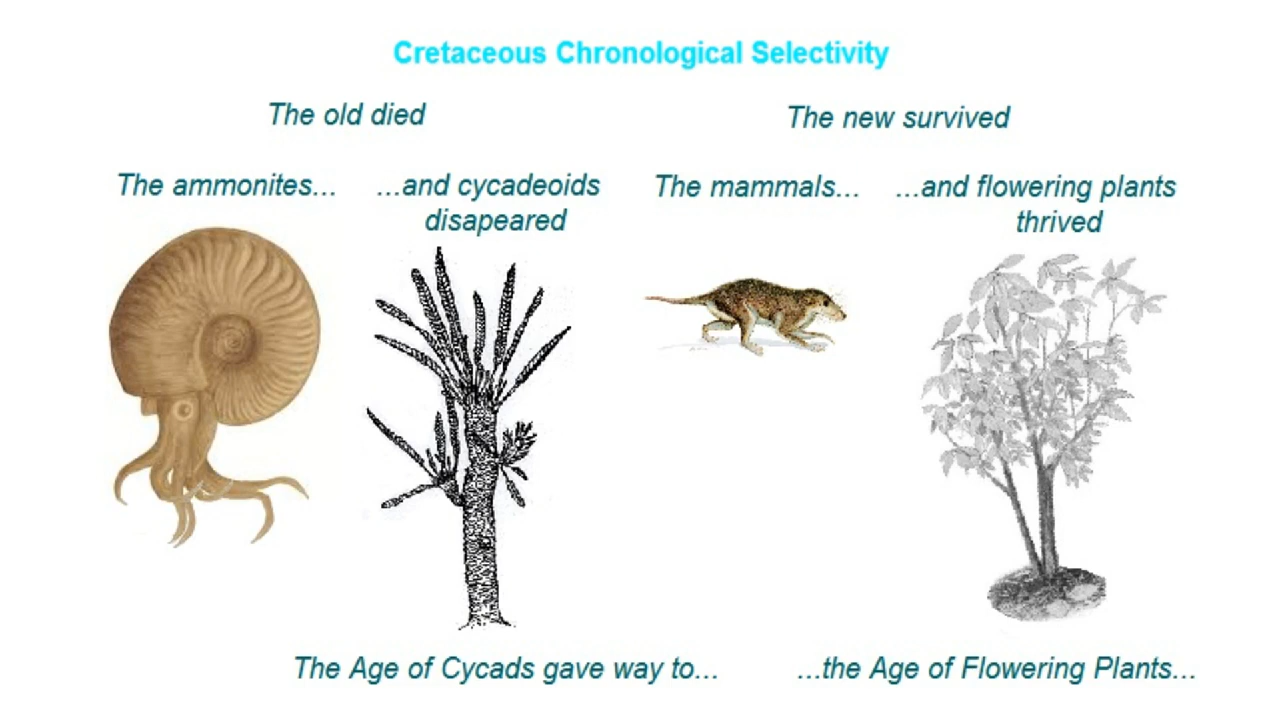 Cretaceous Chronological Selectivity
The old died
The new survived
The ammonites...
...and cycadeoids
disapeared
The mammals...
...and flowering plants
thrived
The Age of Cycads gave way to...
...the Age of Flowering Plants...